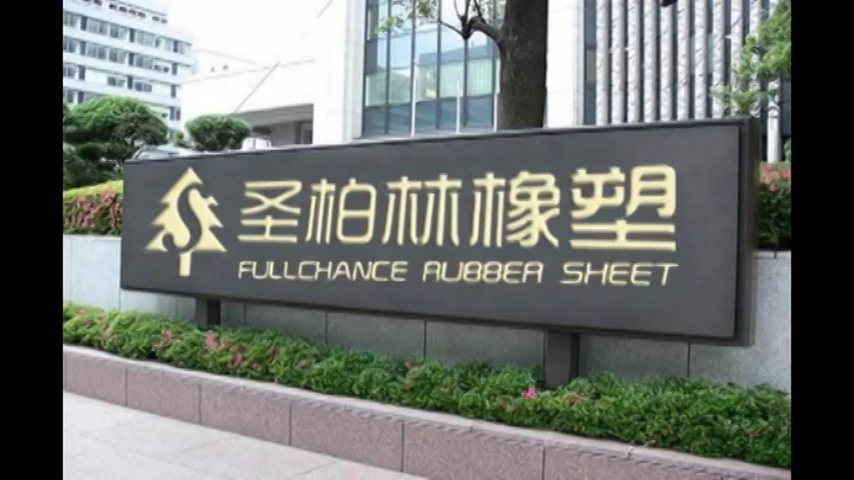 圣柏林橡塑
FULLCHANCE RUBBER SHEET